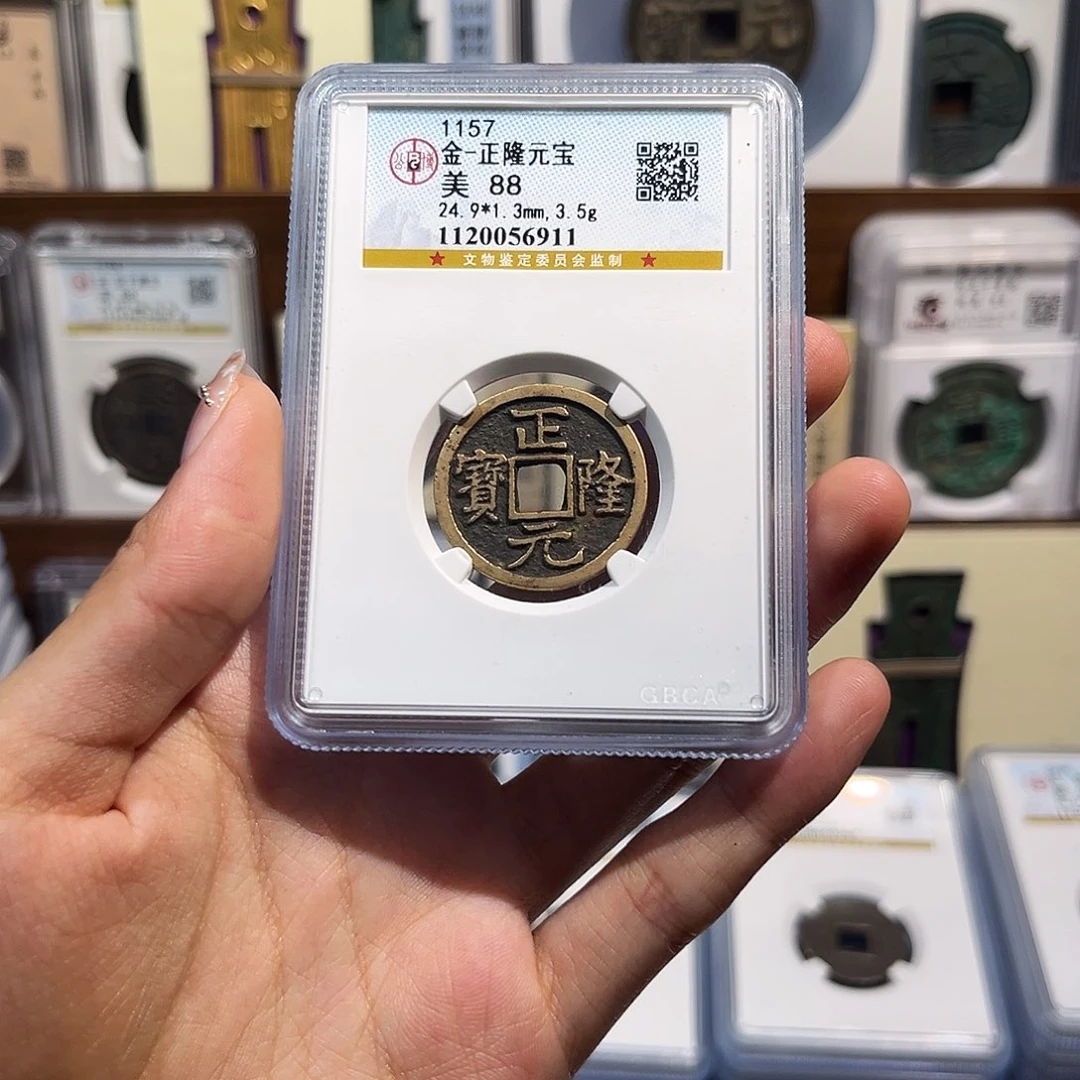 1157
金-正隆元宝
美 88
24.9*1.3mm,3.5g
1120056911
★ 文物鉴定委员会监制 ★
正隆元寶
GBCA